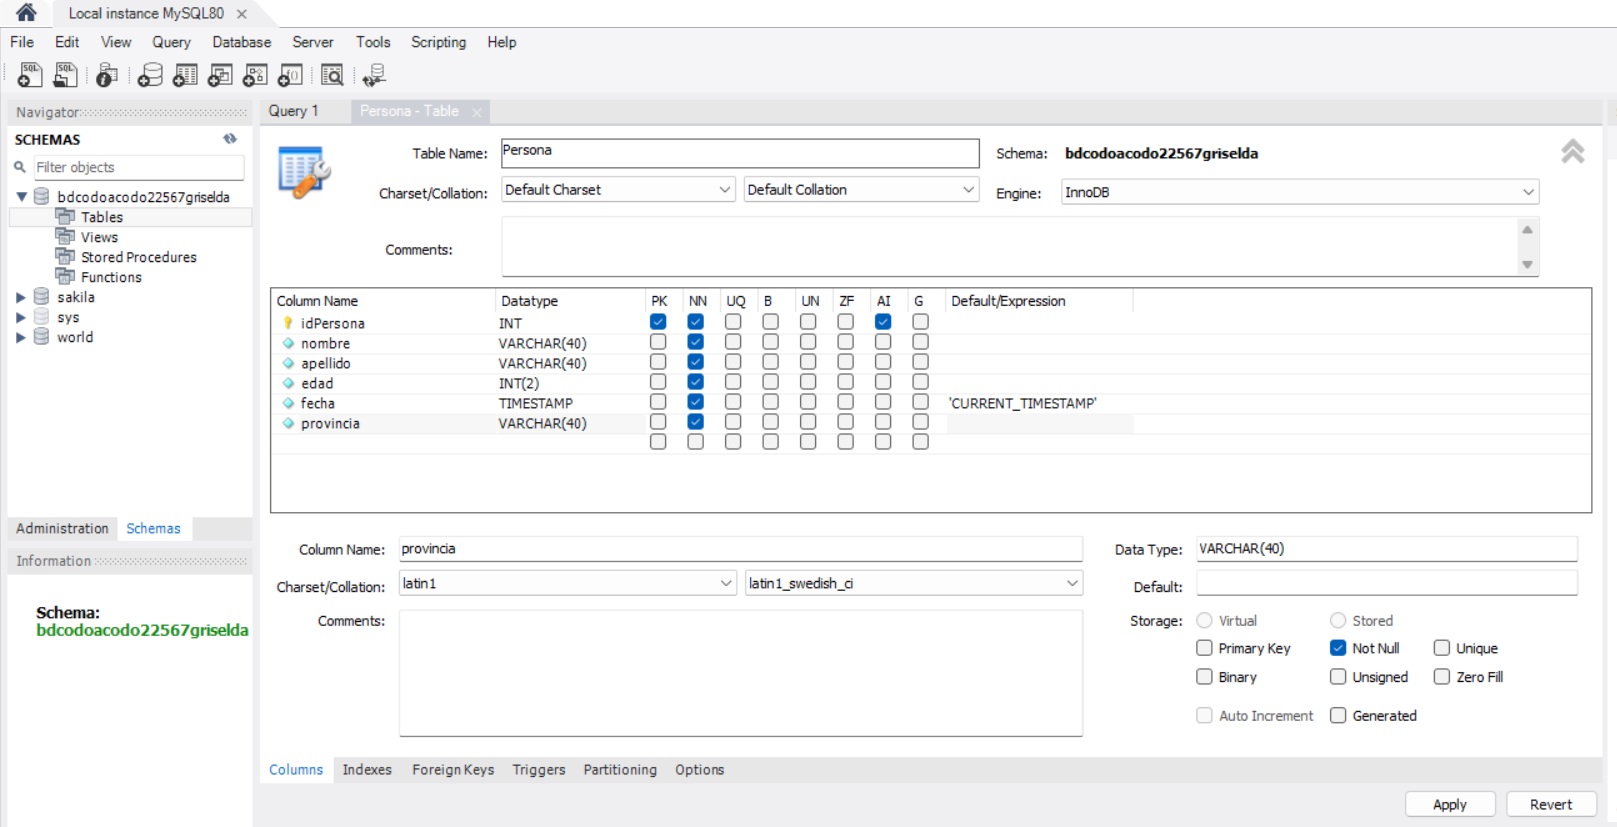 Local instance MySQL80
File Edit View Query Database Server Tools Scripting Help
Navigator
SCHEMAS
Filter objects
bdcodoacodo22567griselda
Tables
Views
Stored Procedures
Functions
sakila
sys
world
Administration Schemas
Information
Schema:
bdcodoacodo22567griselda
Query 1 Persona - Table
Table Name: Persona Schema: bdcodoacodo22567griselda
Charset/Collation: Default Charset Default Collation Engine: InnoDB
Comments:
Column Name Datatype PK NN UQ B UN ZF AI G Default/Expression
idPersona INT
nombre VARCHAR(40)
apellido VARCHAR(40)
edad INT(2)
fecha TIMESTAMP 'CURRENT_TIMESTAMP'
provincia VARCHAR(40)
Column Name: provincia Data Type: VARCHAR(40)
Charset/Collation: latin1 latin1_swedish_ci Default:
Comments: Storage: Virtual Stored
Primary Key Not Null Unique
Binary Unsigned Zero Fill
Auto Increment Generated
Columns Indexes Foreign Keys Triggers Partitioning Options
Apply Revert